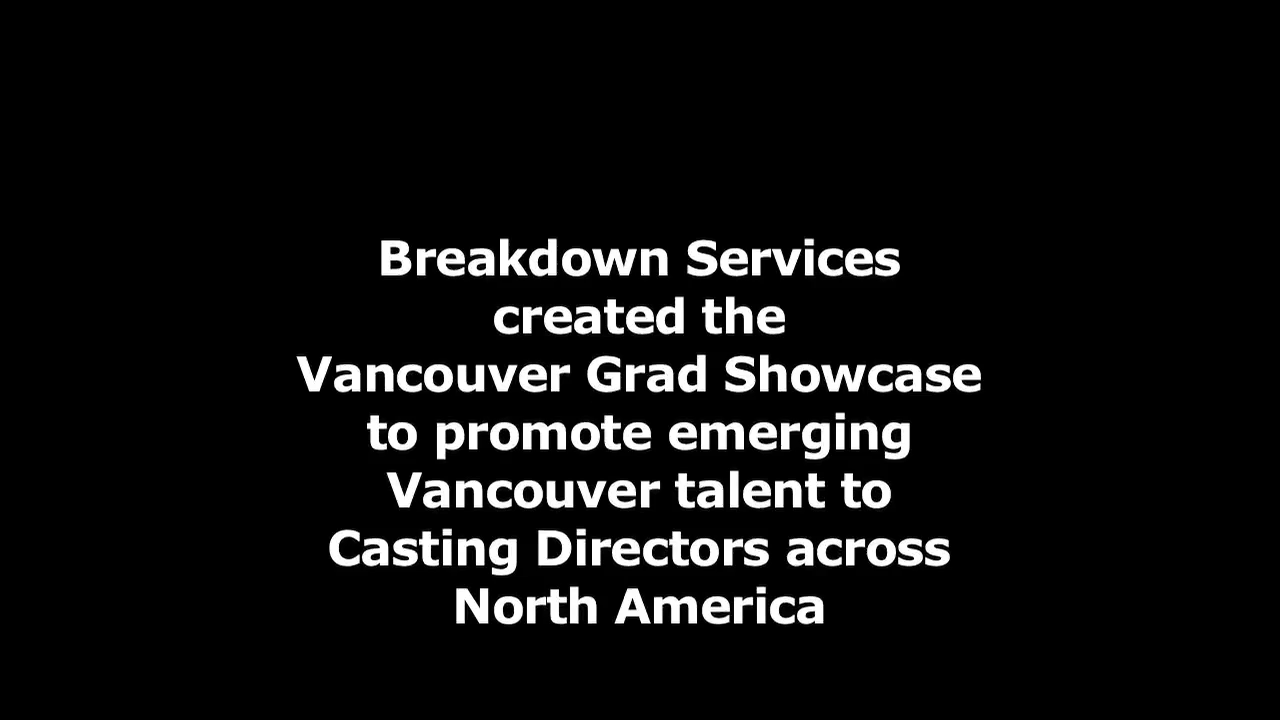 Breakdown Services
created the
Vancouver Grad Showcase
to promote emerging
Vancouver talent to
Casting Directors across
North America